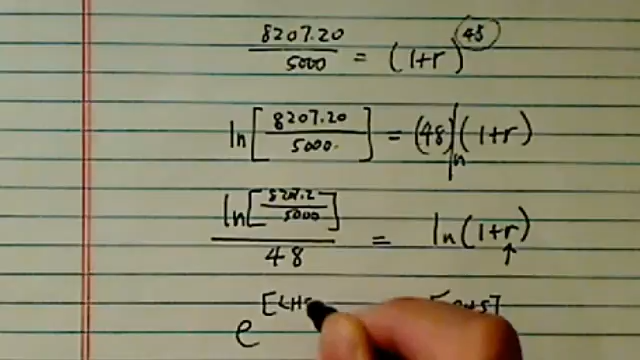 8207.20 / 5000 = (1+r)^48
ln[8207.20 / 5000.] = (48) ln (1+r)
ln[8207.2 / 5000] / 48 = ln(1+r)
e